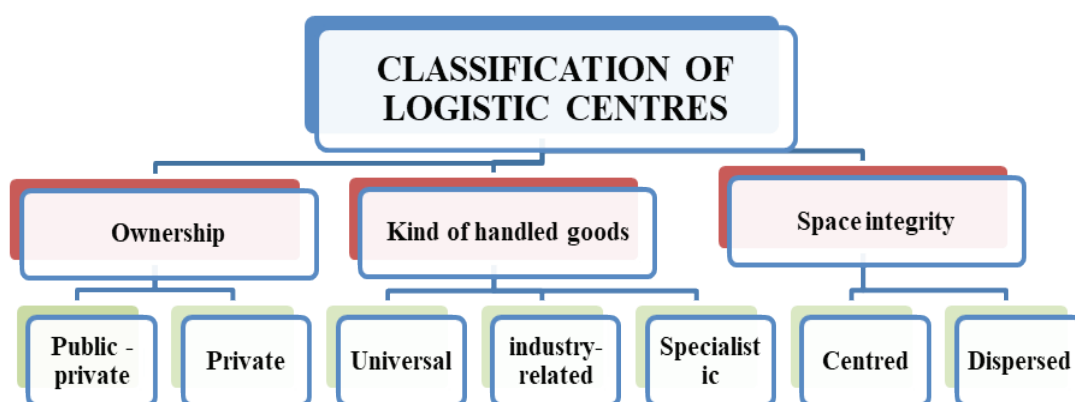 CLASSIFICATION OF
LOGISTIC CENTRES
Ownership
Kind of handled goods
Space integrity
Public -
private
Private
Universal
industry-
related
Specialist
ic
Centred
Dispersed